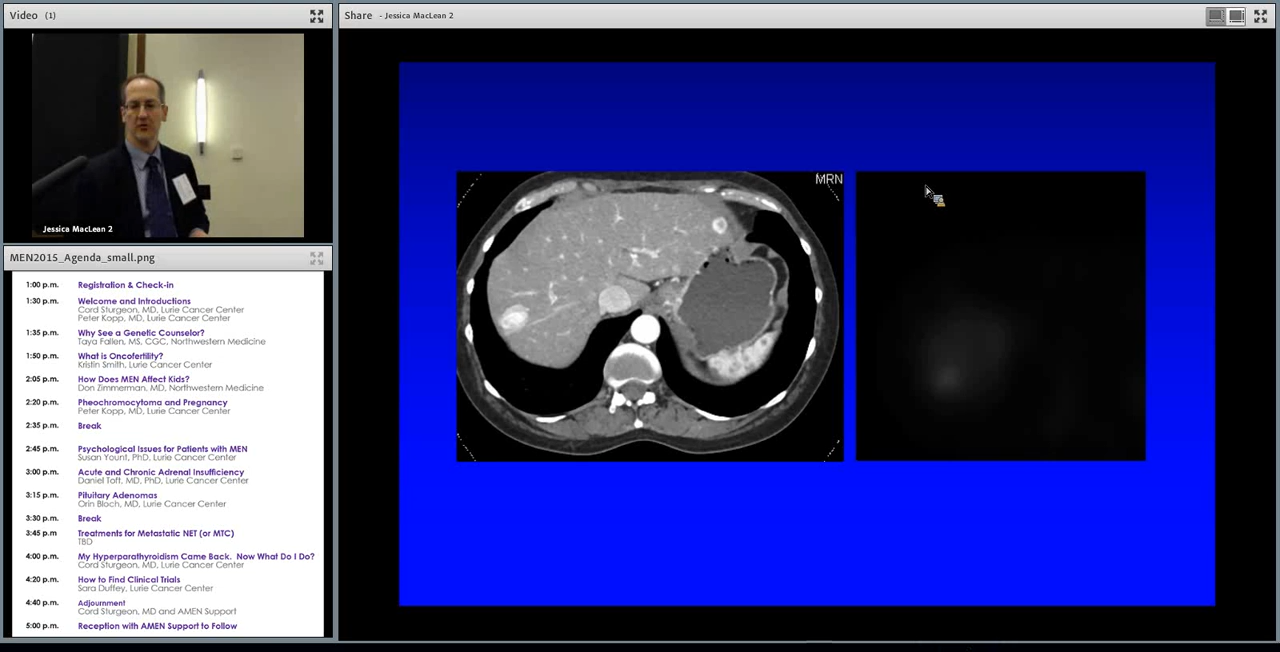 Video (1)
Jessica MacLean 2
MEN2015_Agenda_small.png
1:00 p.m. Registration & Check-in
1:30 p.m. Welcome and Introductions
Cord Sturgeon, MD, Lurie Cancer Center
Peter Kopp, MD, Lurie Cancer Center
1:35 p.m. Why See a Genetic Counselor?
Taya Fallen, MS, CGC, Northwestern Medicine
1:50 p.m. What is Oncofertility?
Kristin Smith, Lurie Cancer Center
2:05 p.m. How Does MEN Affect Kids?
Don Zimmerman, MD, Northwestern Medicine
2:20 p.m. Pheochromocytoma and Pregnancy
Peter Kopp, MD, Lurie Cancer Center
2:35 p.m. Break
2:45 p.m. Psychological Issues for Patients with MEN
Susan Yount, PhD, Lurie Cancer Center
3:00 p.m. Acute and Chronic Adrenal Insufficiency
Daniel Toft, MD, PhD, Lurie Cancer Center
3:15 p.m. Pituitary Adenomas
Orin Bloch, MD, Lurie Cancer Center
3:30 p.m. Break
3:45 p.m Treatments for Metastatic NET (or MTC)
TBD
4:00 p.m. My Hyperparathyroidism Came Back. Now What Do I Do?
Cord Sturgeon, MD, Lurie Cancer Center
4:20 p.m. How to Find Clinical Trials
Sara Duffey, Lurie Cancer Center
4:40 p.m. Adjournment
Cord Sturgeon, MD and AMEN Support
5:00 p.m. Reception with AMEN Support to Follow
Share - Jessica MacLean 2
MRN